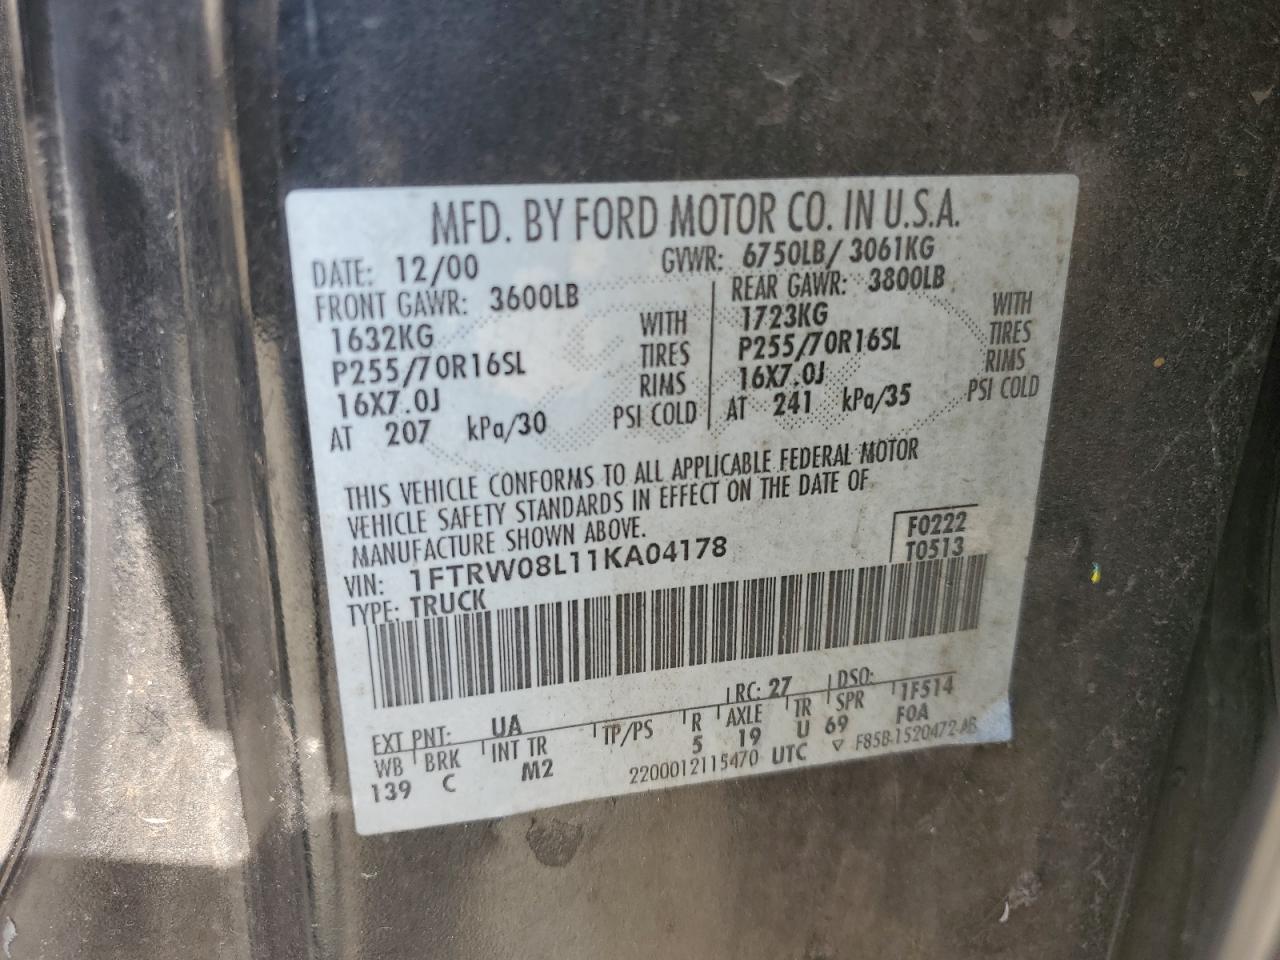 MFD. BY FORD MOTOR CO. IN U.S.A.
DATE: 12/00 GVWR: 6750LB/ 3061KG
FRONT GAWR: 3600LB REAR GAWR: 3800LB
1632KG WITH 1723KG WITH
P255/70R16SL TIRES P255/70R16SL TIRES
16X7.0J RIMS 16X7.0J RIMS
AT 207 kPa/30 PSI COLD AT 241 kPa/35 PSI COLD
THIS VEHICLE CONFORMS TO ALL APPLICABLE FEDERAL MOTOR
VEHICLE SAFETY STANDARDS IN EFFECT ON THE DATE OF
MANUFACTURE SHOWN ABOVE.
F0222
VIN: 1FTRW08L11KA04178 T0513
TYPE: TRUCK
EXT PNT: UA RC: 27 DSO:
WB BRK INT TR TP/PS R AXLE TR SPR 1F514
139 C M2 5 19 U 69 F0A
2200012115470 UTC ▽ F85B-1520472-AB